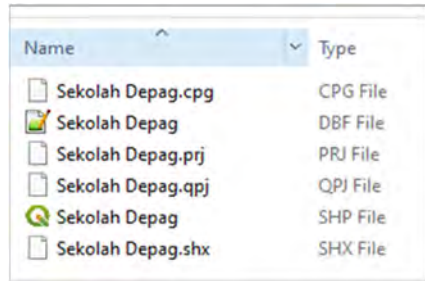 Name Type
Sekolah Depag.cpg CPG File
Sekolah Depag DBF File
Sekolah Depag.prj PRJ File
Sekolah Depag.qpj QPJ File
Sekolah Depag SHP File
Sekolah Depag.shx SHX File